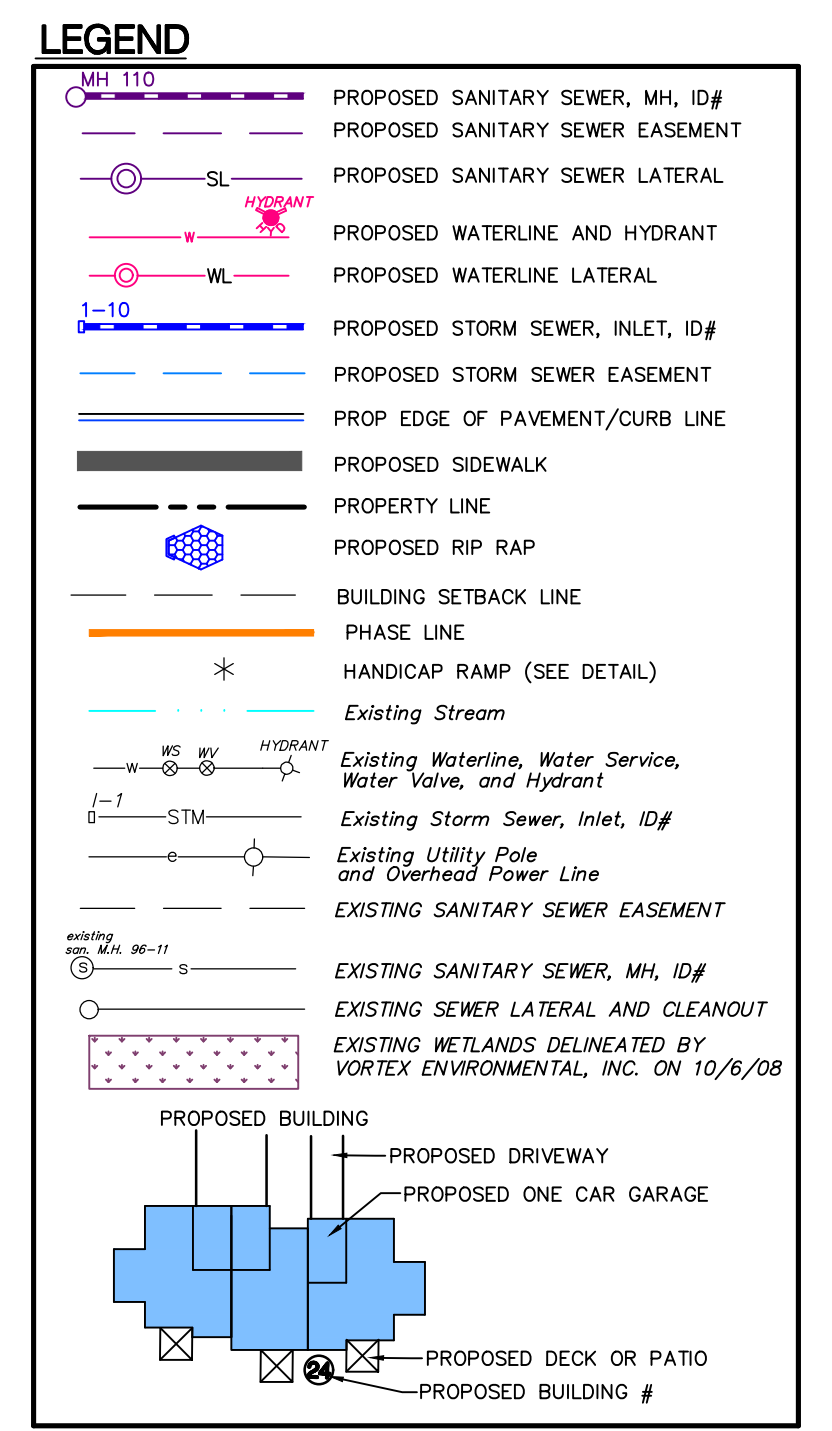 LEGEND
MH 110
PROPOSED SANITARY SEWER, MH, ID#
PROPOSED SANITARY SEWER EASEMENT
SL
PROPOSED SANITARY SEWER LATERAL
HYDRANT
HYD
W
PROPOSED WATERLINE AND HYDRANT
WL
PROPOSED WATERLINE LATERAL
1-10
PROPOSED STORM SEWER, INLET, ID#
PROPOSED STORM SEWER EASEMENT
PROP EDGE OF PAVEMENT/CURB LINE
PROPOSED SIDEWALK
PROPERTY LINE
PROPOSED RIP RAP
BUILDING SETBACK LINE
PHASE LINE
HANDICAP RAMP (SEE DETAIL)
Existing Stream
WS WV HYDRANT
W
Existing Waterline, Water Service,
Water Valve, and Hydrant
I-1
STM
Existing Storm Sewer, Inlet, ID#
e
Existing Utility Pole
and Overhead Power Line
EXISTING SANITARY SEWER EASEMENT
existing
san. M.H. 96-11
S s
EXISTING SANITARY SEWER, MH, ID#
EXISTING SEWER LATERAL AND CLEANOUT
EXISTING WETLANDS DELINEATED BY
VORTEX ENVIRONMENTAL, INC. ON 10/6/08
PROPOSED BUILDING
PROPOSED DRIVEWAY
PROPOSED ONE CAR GARAGE
PROPOSED DECK OR PATIO
24
PROPOSED BUILDING #